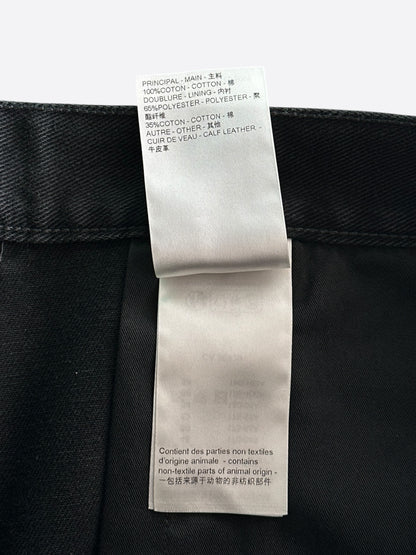 PRINCIPAL - MAIN - 主料
100%COTON - COTTON - 棉
DOUBLURE - LINING - 内衬
65%POLYESTER - POLYESTER - 聚
酯纤维
35%COTON - COTTON - 棉
AUTRE - OTHER - 其他
CUIR DE VEAU - CALF LEATHER -
牛皮革
Contient des parties non textiles
d'origine animale - contains
non-textile parts of animal origin -
一包括来源于动物的非纺织部件